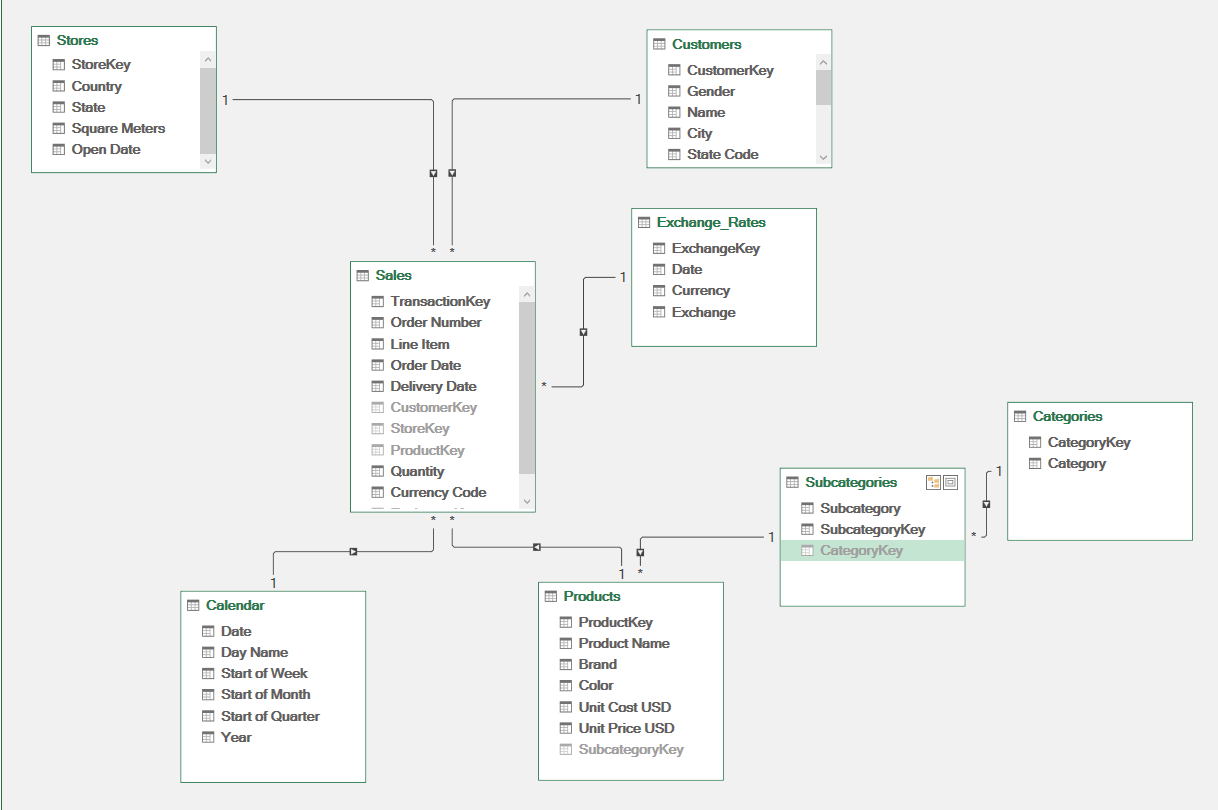 Stores
StoreKey
Country
State
Square Meters
Open Date
1
1
Customers
CustomerKey
Gender
Name
City
State Code
* *
Exchange_Rates
ExchangeKey
Date
Currency
Exchange
1
*
Sales
TransactionKey
Order Number
Line Item
Order Date
Delivery Date
CustomerKey
StoreKey
ProductKey
Quantity
Currency Code
* *
Categories
CategoryKey
Category
1
*
Subcategories
Subcategory
SubcategoryKey
CategoryKey
1
1
1 *
Calendar
Date
Day Name
Start of Week
Start of Month
Start of Quarter
Year
Products
ProductKey
Product Name
Brand
Color
Unit Cost USD
Unit Price USD
SubcategoryKey